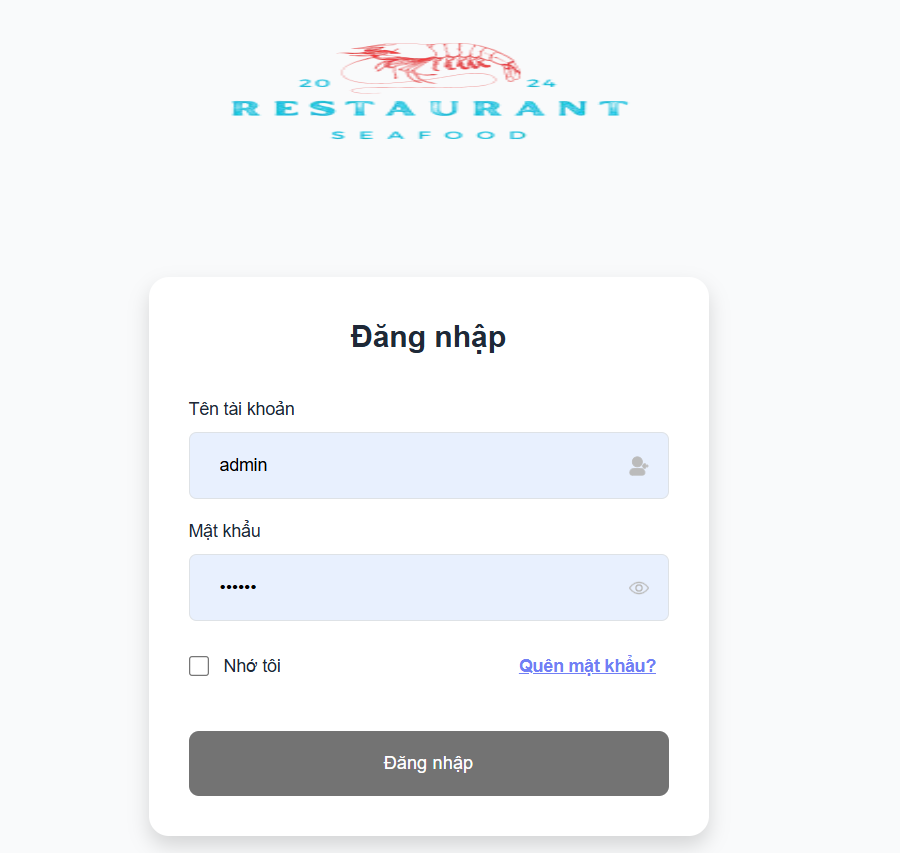 20 24
RESTAURANT
SEAFOOD
Đăng nhập
Tên tài khoản
admin
Mật khẩu
••••••
Nhớ tôi Quên mật khẩu?
Đăng nhập